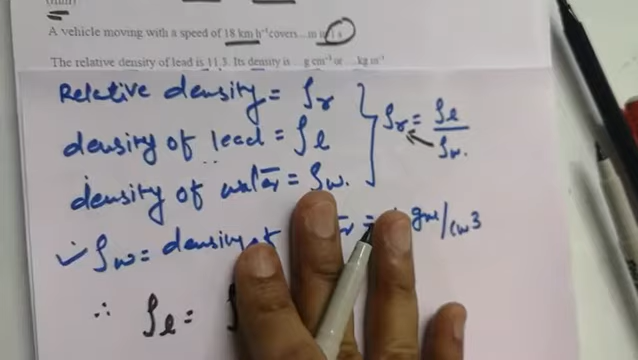 (mm)
A vehicle moving with a speed of 18 km h⁻¹ covers...m in 1 s
The relative density of lead is 11.3. Its density is ... g cm⁻³ or ... kg m⁻³
Relative density = ρr
density of lead = ρl
density of water = ρw.
ρr = ρl / ρw.
ρw = density of = gm/cm3
∴ ρl =